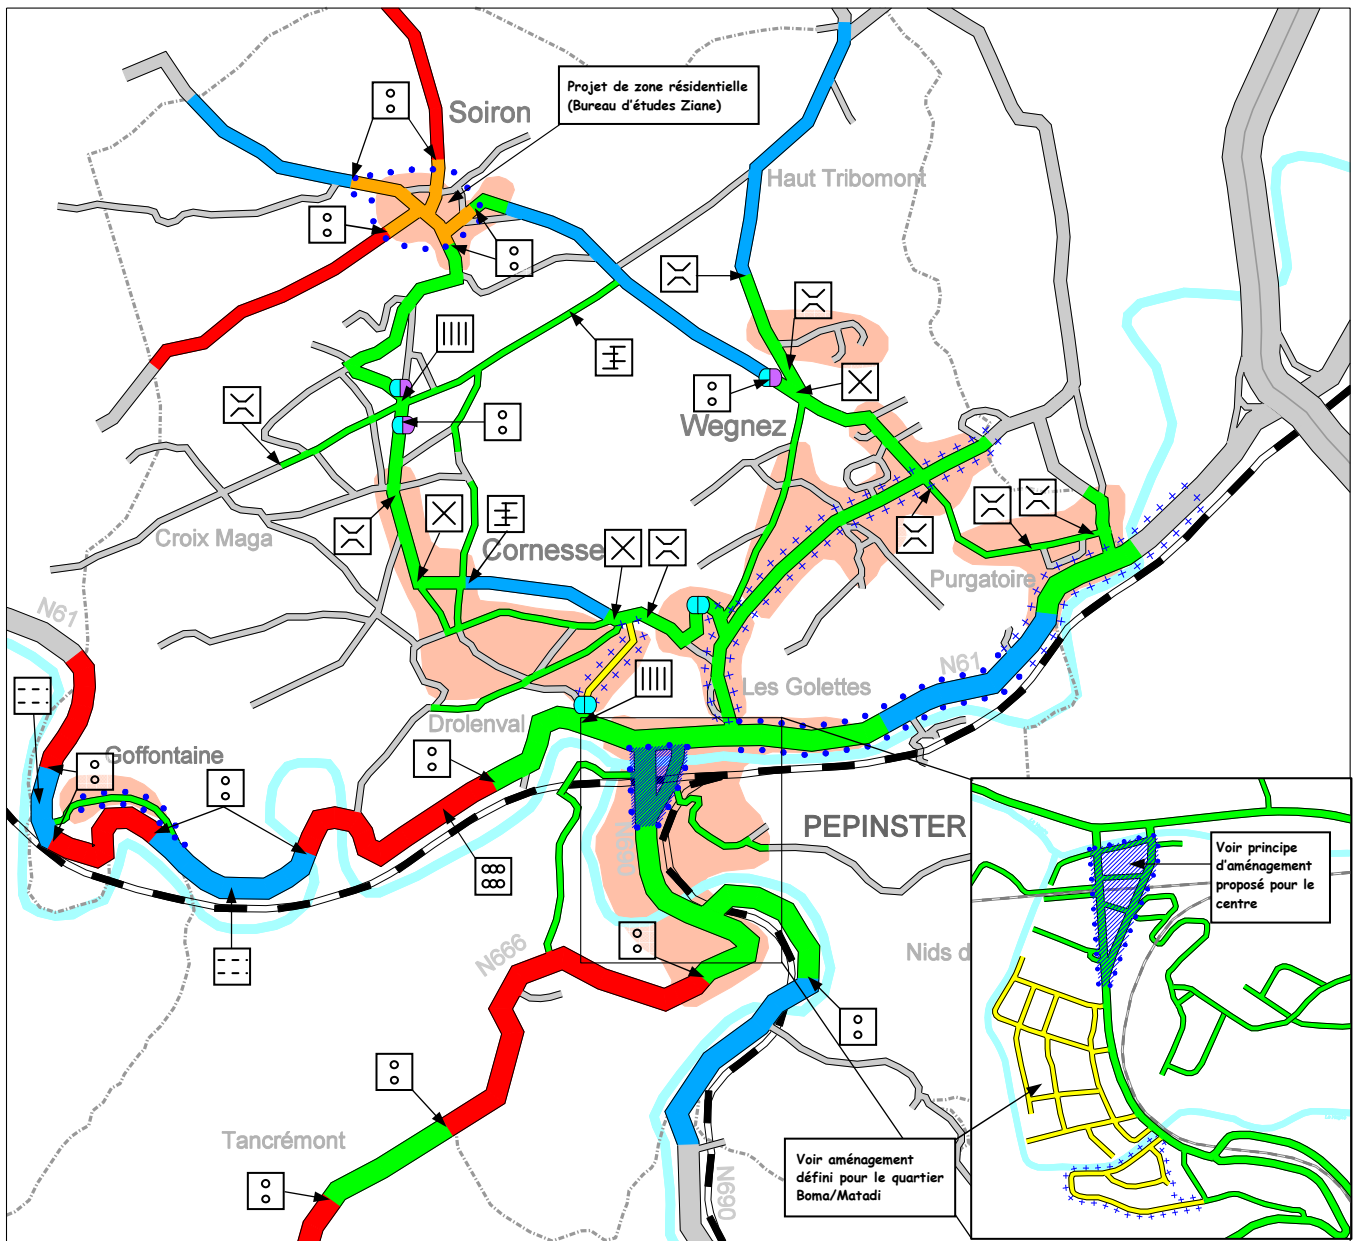 Projet de zone résidentielle
(Bureau d'études Ziane)
Soiron
Haut Tribomont
Wegnez
Croix Maga
Cornesse
Purgatoire
N61
N61
Les Golettes
Drolenval
Goffontaine
PEPINSTER
N690
N666
Nids d
Voir principe
d'aménagement
proposé pour le
centre
Tancrémont
Voir aménagement
défini pour le quartier
Boma/Matadi
N690